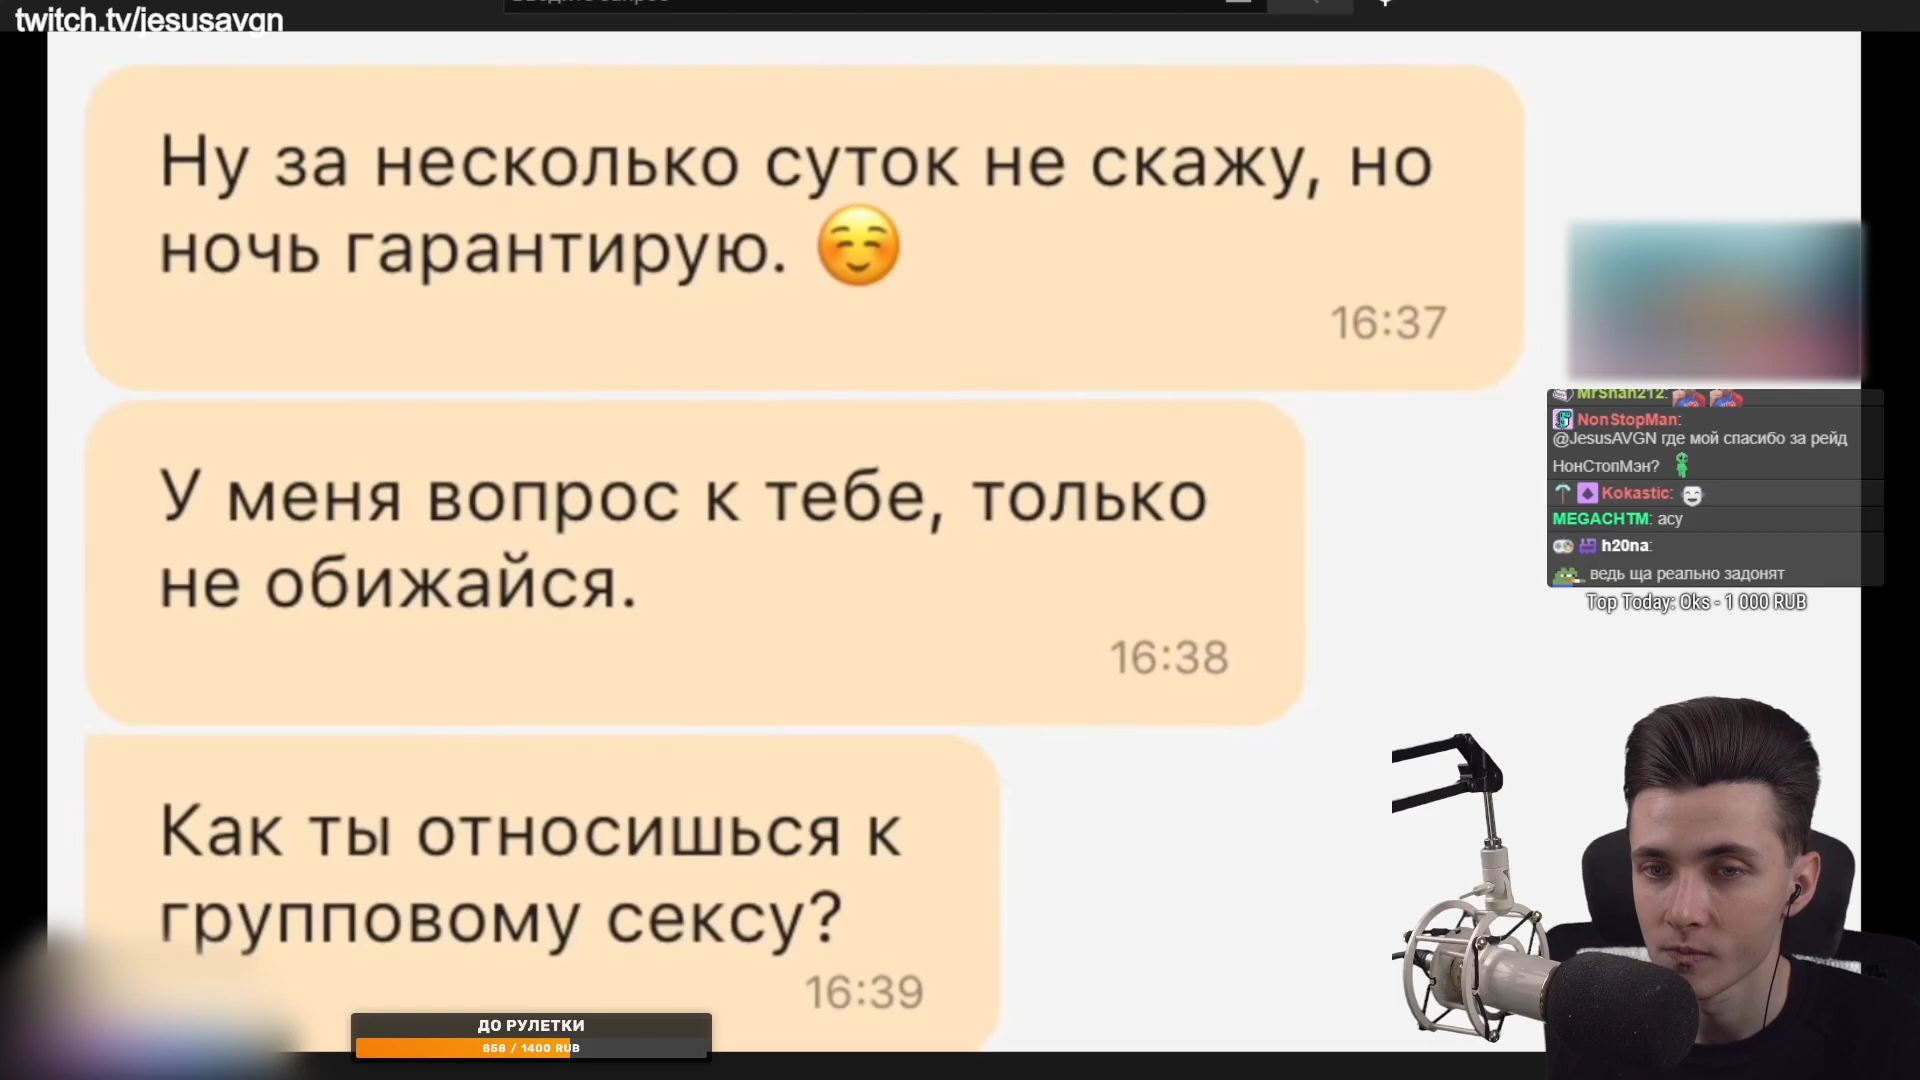 twitch.tv/jesusavgn
Ну за несколько суток не скажу, но
ночь гарантирую. ☺️
16:37
У меня вопрос к тебе, только
не обижайся.
16:38
Как ты относишься к
групповому сексу?
16:39
MrShah212:
NonStopMan:
@JesusAVGN где мой спасибо за рейд
НонСтопМэн?
Kokastic:
MEGACHTM: асу
h20na:
ведь ща реально задонят
Top Today: Oks - 1 000 RUB
ДО РУЛЕТКИ
858 / 1400 RUB